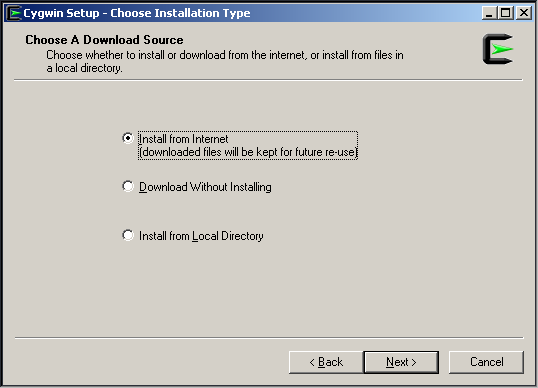 Cygwin Setup - Choose Installation Type
Choose A Download Source
Choose whether to install or download from the internet, or install from files in
a local directory.
Install from Internet
(downloaded files will be kept for future re-use)
Download Without Installing
Install from Local Directory
< Back
Next >
Cancel